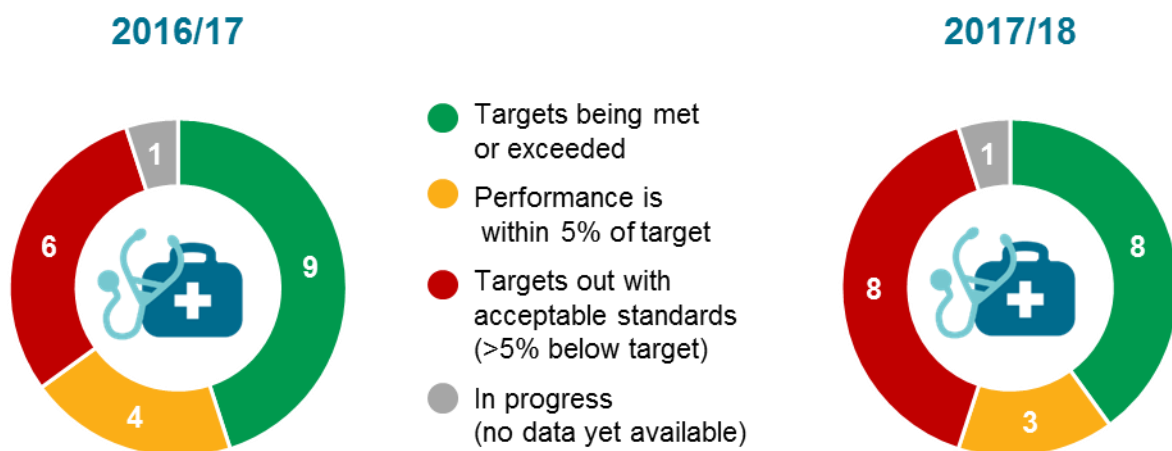 2016/17
1
6
9
4
Targets being met
or exceeded
Performance is
within 5% of target
Targets out with
acceptable standards
(>5% below target)
In progress
(no data yet available)
2017/18
1
8
8
3